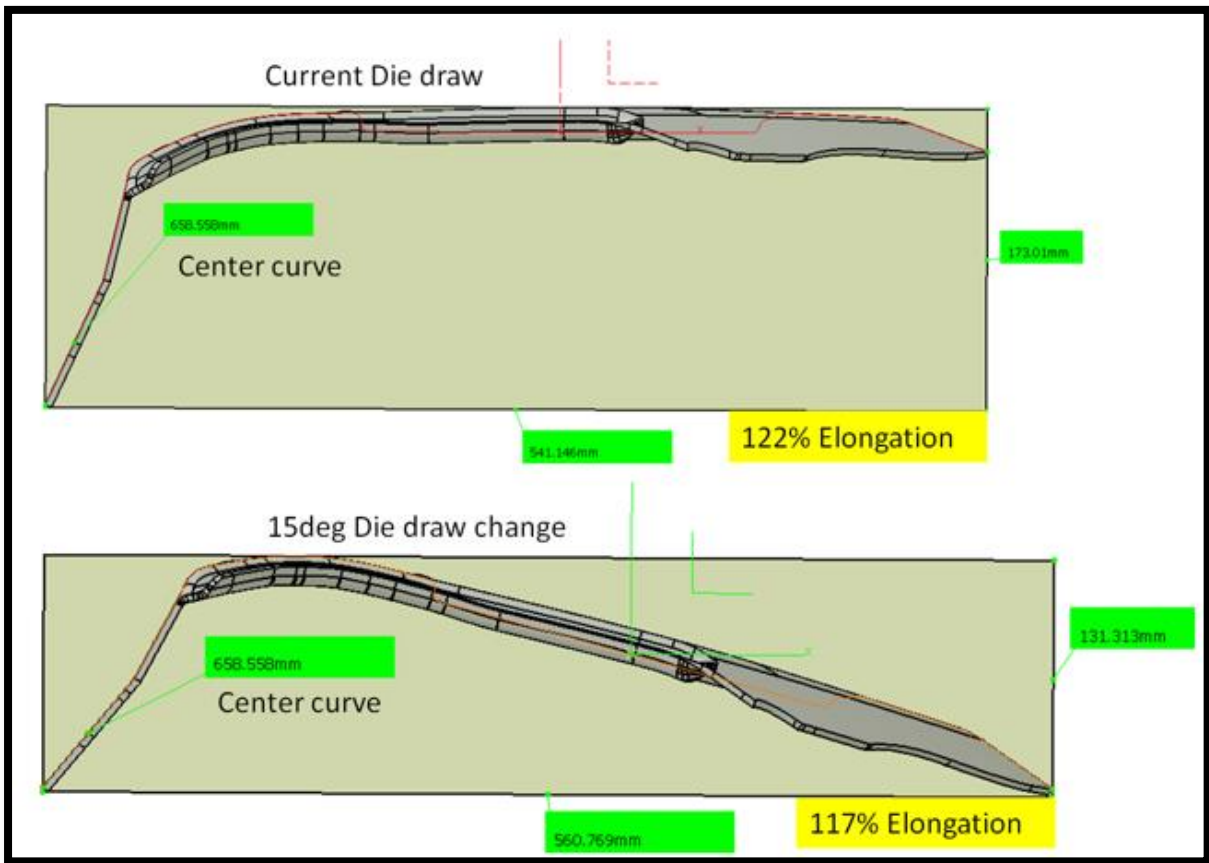 Current Die draw
658.558mm
Center curve
173.01mm
541.146mm
122% Elongation
15deg Die draw change
658.558mm
Center curve
131.313mm
560.769mm
117% Elongation